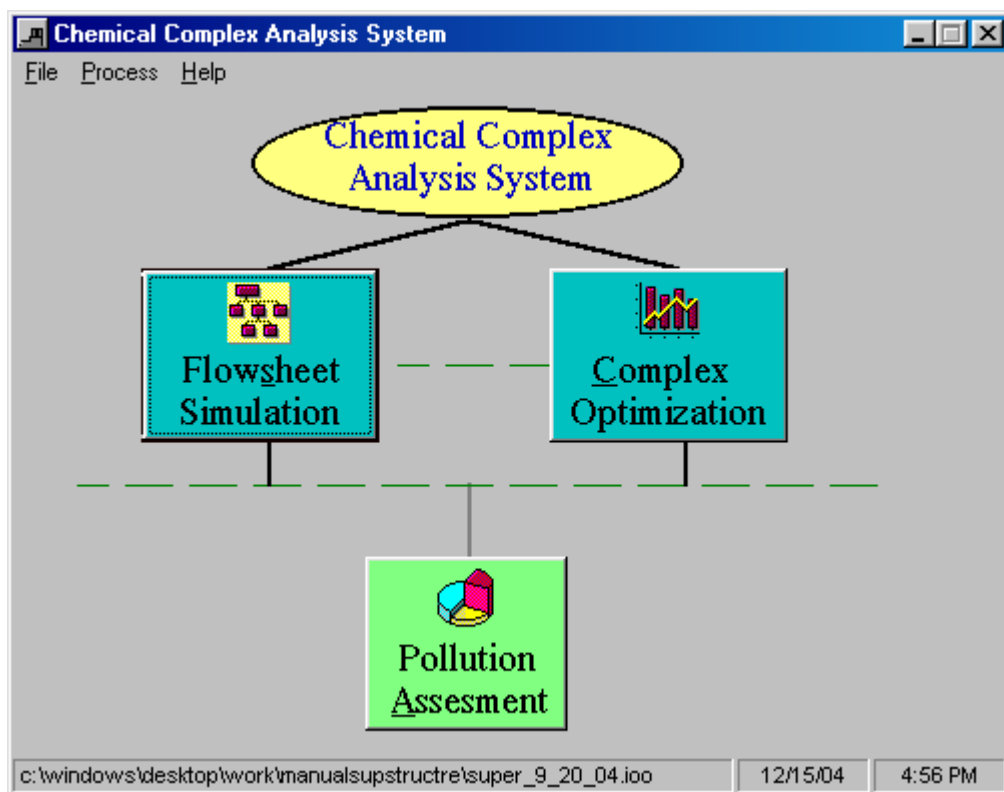 Chemical Complex Analysis System
File Process Help
Chemical Complex
Analysis System
Flowsheet
Simulation
Complex
Optimization
Pollution
Assesment
c:\windows\desktop\work\manualsupstructre\super_9_20_04.ioo 12/15/04 4:56 PM